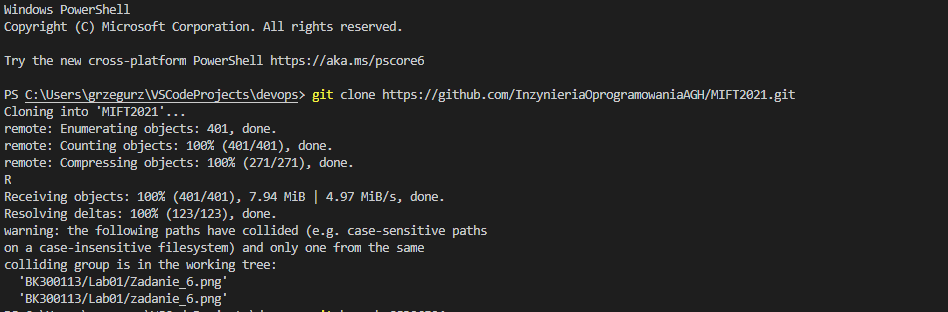 Windows PowerShell
Copyright (C) Microsoft Corporation. All rights reserved.
Try the new cross-platform PowerShell https://aka.ms/pscore6
PS C:\Users\grzegurz\VSCodeProjects\devops> git clone https://github.com/InzynieriaOprogramowaniaAGH/MIFT2021.git
Cloning into 'MIFT2021'...
remote: Enumerating objects: 401, done.
remote: Counting objects: 100% (401/401), done.
remote: Compressing objects: 100% (271/271), done.
R
Receiving objects: 100% (401/401), 7.94 MiB | 4.97 MiB/s, done.
Resolving deltas: 100% (123/123), done.
warning: the following paths have collided (e.g. case-sensitive paths
on a case-insensitive filesystem) and only one from the same
colliding group is in the working tree:
'BK300113/Lab01/Zadanie_6.png'
'BK300113/Lab01/zadanie_6.png'